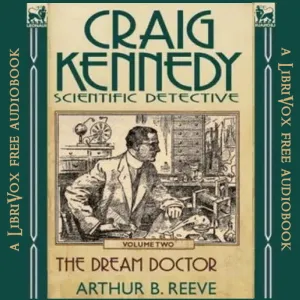 CRAIG
KENNEDY
SCIENTIFIC DETECTIVE
VOLUME TWO
THE DREAM DOCTOR
ARTHUR B. REEVE
a LibriVox free audiobook
a LibriVox free audiobook